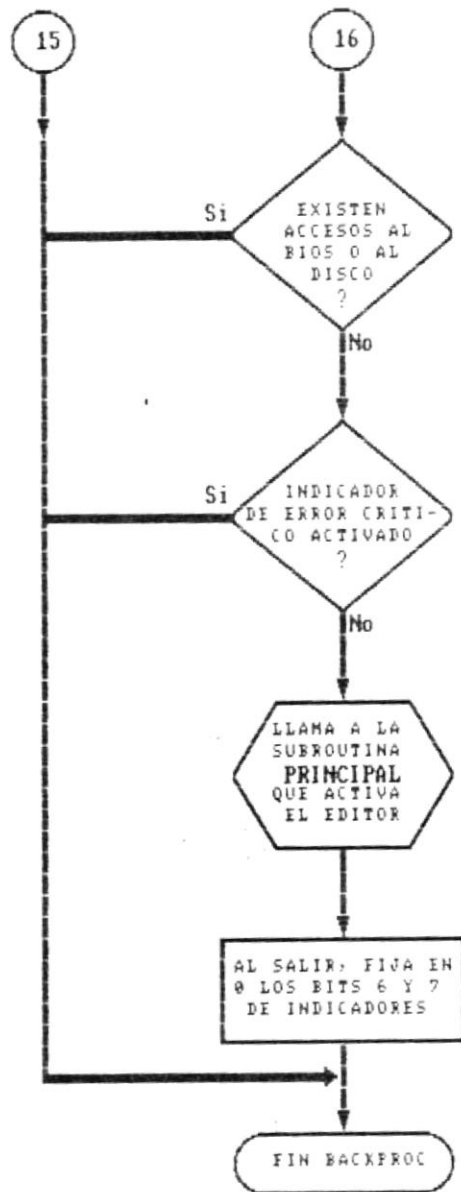 15
16
Si
EXISTEN
ACCESOS AL
BIOS O AL
DISCO
?
No
Si
INDICADOR
DE ERROR CRITI-
CO ACTIVADO
?
No
LLAMA A LA
SUBROUTINA
PRINCIPAL
QUE ACTIVA
EL EDITOR
AL SALIR, FIJA EN
0 LOS BITS 6 Y 7
DE INDICADORES
FIN BACKPROC